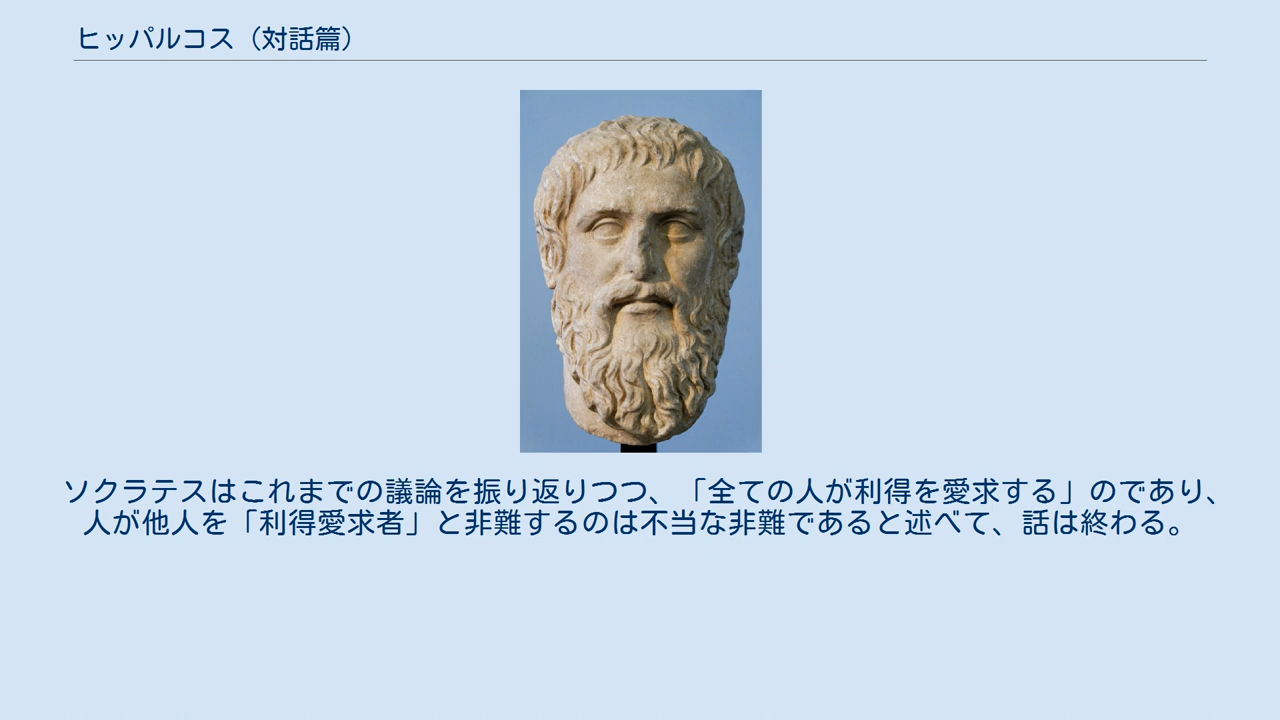 ヒッパルコス（対話篇）
ソクラテスはこれまでの議論を振り返りつつ、「全ての人が利得を愛求する」のであり、
人が他人を「利得愛求者」と非難するのは不当な非難であると述べて、話は終わる。